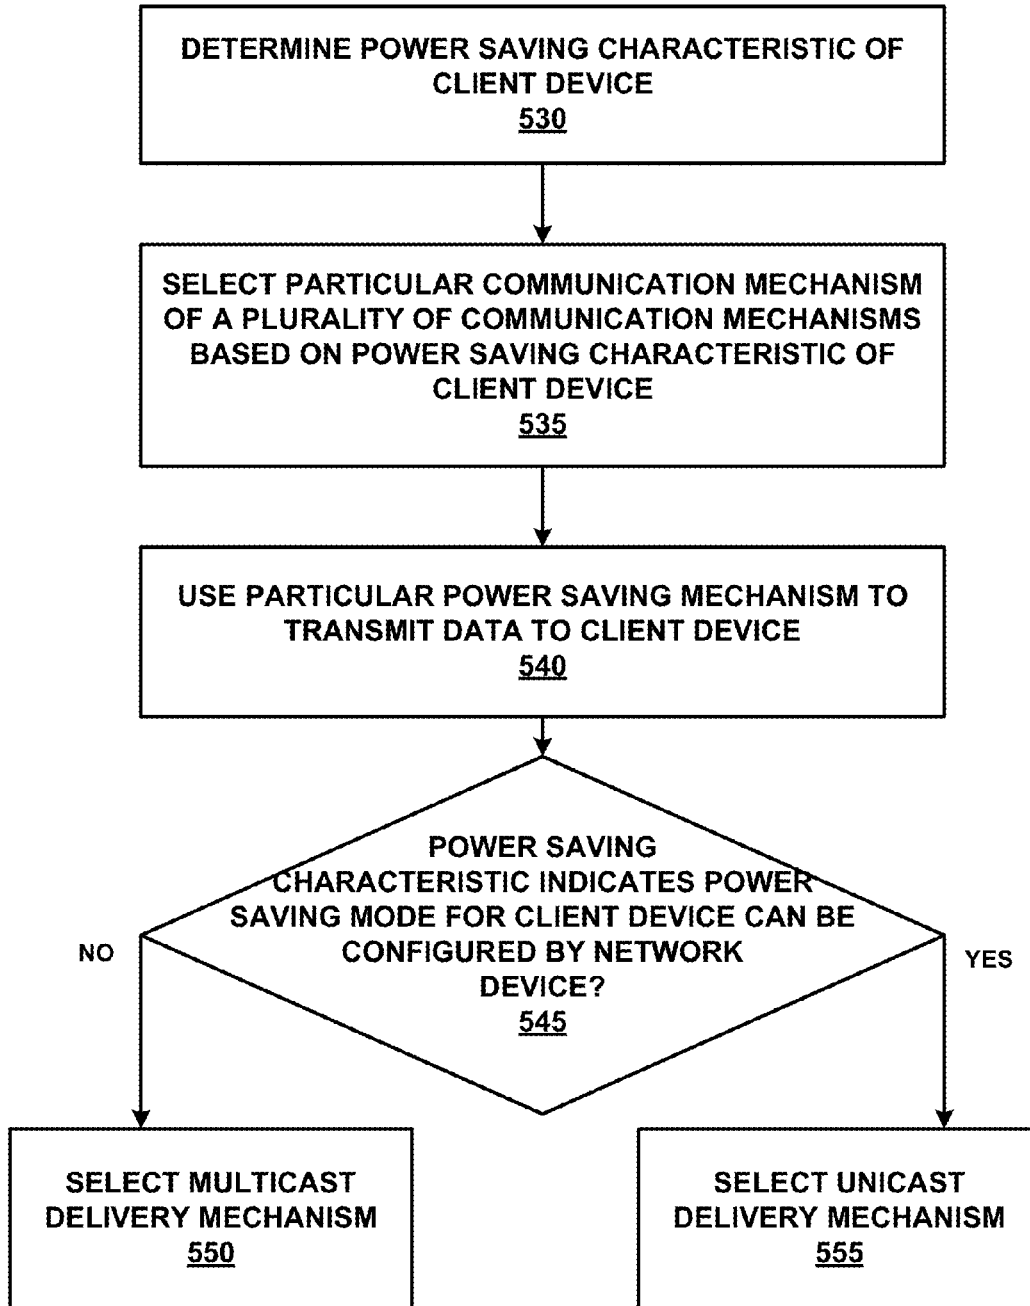 DETERMINE POWER SAVING CHARACTERISTIC OF
CLIENT DEVICE
530
SELECT PARTICULAR COMMUNICATION MECHANISM
OF A PLURALITY OF COMMUNICATION MECHANISMS
BASED ON POWER SAVING CHARACTERISTIC OF
CLIENT DEVICE
535
USE PARTICULAR POWER SAVING MECHANISM TO
TRANSMIT DATA TO CLIENT DEVICE
540
POWER SAVING
CHARACTERISTIC INDICATES POWER
SAVING MODE FOR CLIENT DEVICE CAN BE
CONFIGURED BY NETWORK
DEVICE?
545
NO
YES
SELECT MULTICAST
DELIVERY MECHANISM
550
SELECT UNICAST
DELIVERY MECHANISM
555